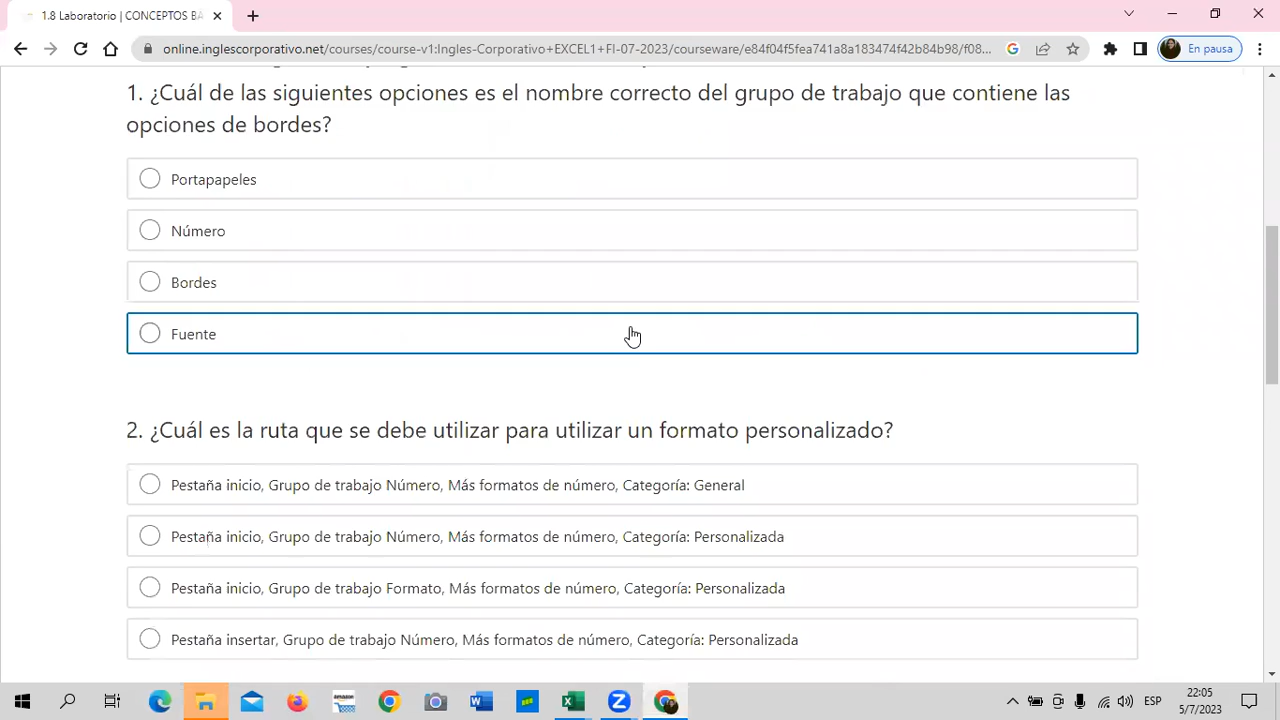 1.8 Laboratorio | CONCEPTOS BÁ
online.inglescorporativo.net/courses/course-v1:Ingles-Corporativo+EXCEL1+FI-07-2023/courseware/e84f04f5fea741a8a183474f42b84b98/f08...
En pausa
1. ¿Cuál de las siguientes opciones es el nombre correcto del grupo de trabajo que contiene las
opciones de bordes?
Portapapeles
Número
Bordes
Fuente
2. ¿Cuál es la ruta que se debe utilizar para utilizar un formato personalizado?
Pestaña inicio, Grupo de trabajo Número, Más formatos de número, Categoría: General
Pestaña inicio, Grupo de trabajo Número, Más formatos de número, Categoría: Personalizada
Pestaña inicio, Grupo de trabajo Formato, Más formatos de número, Categoría: Personalizada
Pestaña insertar, Grupo de trabajo Número, Más formatos de número, Categoría: Personalizada
amazon
ESP
22:05
5/7/2023